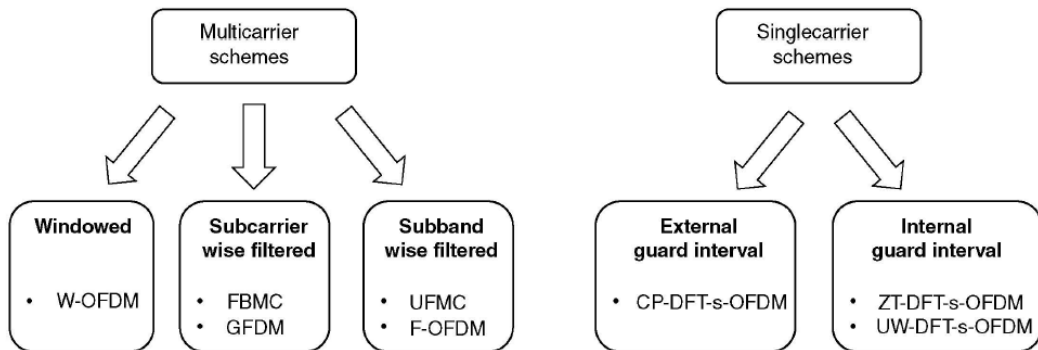 Multicarrier
schemes
Singlecarrier
schemes
Windowed
• W-OFDM
Subcarrier
wise filtered
• FBMC
• GFDM
Subband
wise filtered
• UFMC
• F-OFDM
External
guard interval
• CP-DFT-s-OFDM
Internal
guard interval
• ZT-DFT-s-OFDM
• UW-DFT-s-OFDM